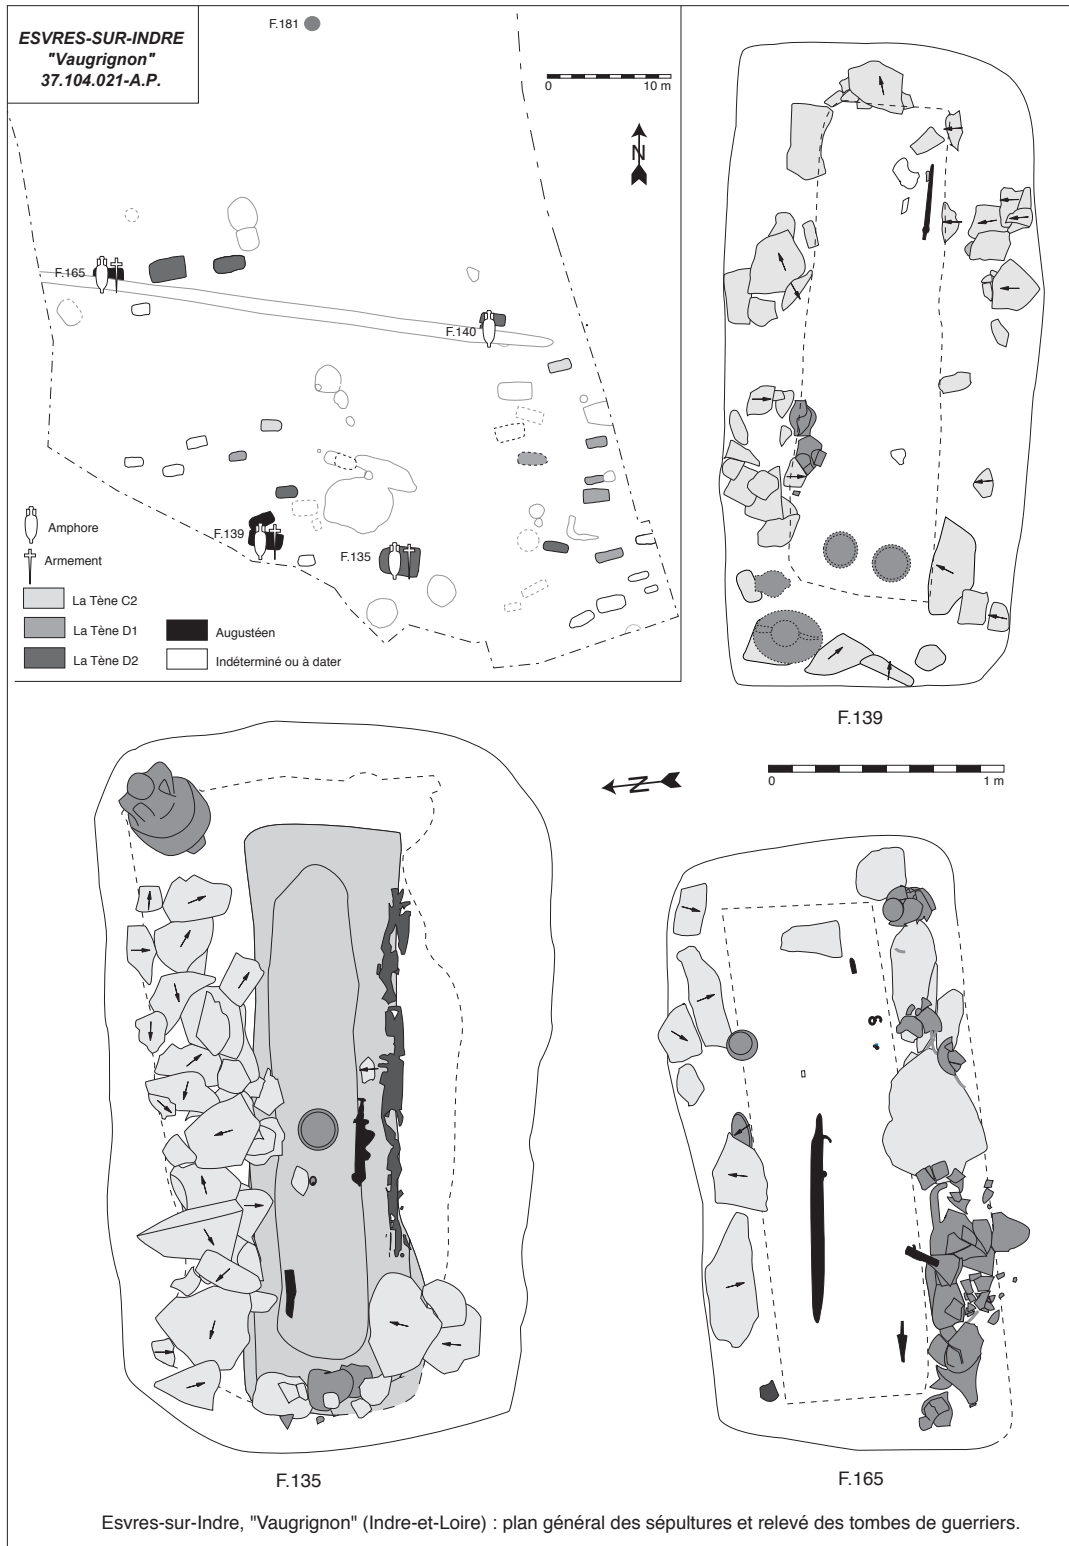 ESVRES-SUR-INDRE
"Vaugrignon"
37.104.021-A.P.
F.181
0 10 m
N
F.165
F.140
F.139
F.135
Amphore
Armement
La Tène C2
La Tène D1
La Tène D2
Augustéen
Indéterminé ou à dater
F.139
N
0 1 m
F.135
F.165
Esvres-sur-Indre, "Vaugrignon" (Indre-et-Loire) : plan général des sépultures et relevé des tombes de guerriers.